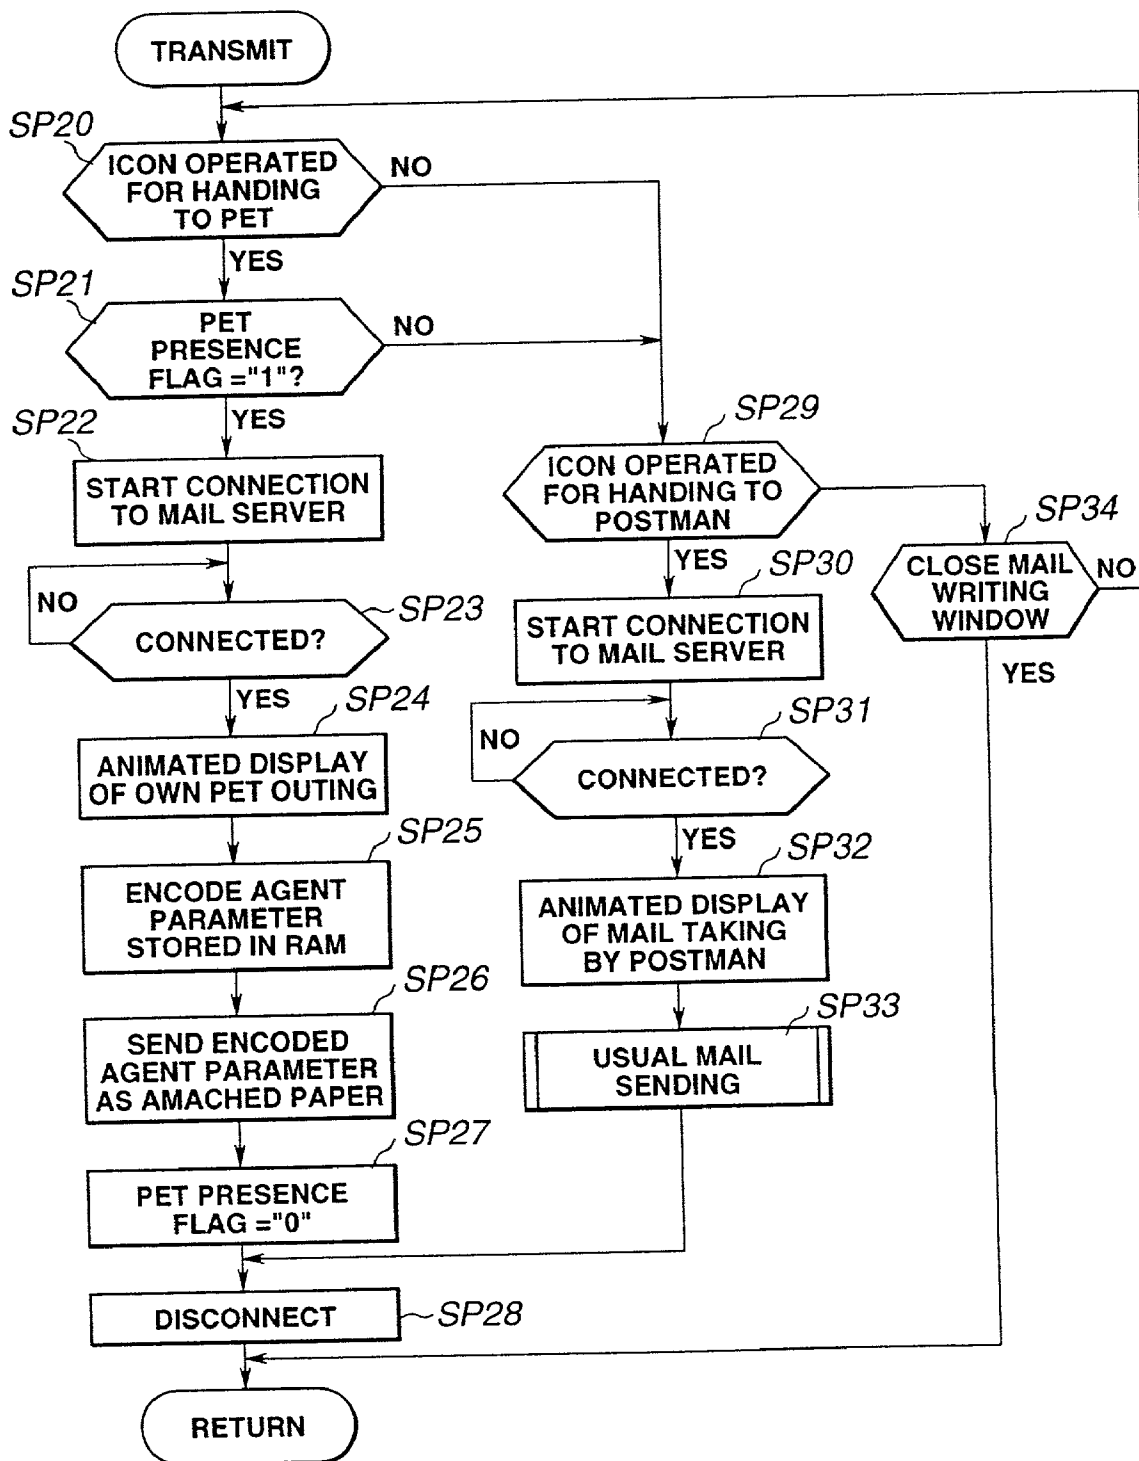 TRANSMIT
SP20
ICON OPERATED
FOR HANDING
TO PET
NO
YES
SP21
PET
PRESENCE
FLAG ="1"?
NO
YES
SP22
START CONNECTION
TO MAIL SERVER
NO
SP23
CONNECTED?
YES
SP24
ANIMATED DISPLAY
OF OWN PET OUTING
SP25
ENCODE AGENT
PARAMETER
STORED IN RAM
SP26
SEND ENCODED
AGENT PARAMETER
AS AMACHED PAPER
SP27
PET PRESENCE
FLAG ="0"
DISCONNECT
SP28
RETURN
SP29
ICON OPERATED
FOR HANDING TO
POSTMAN
YES
SP30
START CONNECTION
TO MAIL SERVER
NO
SP31
CONNECTED?
YES
SP32
ANIMATED DISPLAY
OF MAIL TAKING
BY POSTMAN
SP33
USUAL MAIL
SENDING
SP34
CLOSE MAIL
WRITING
WINDOW
NO
YES